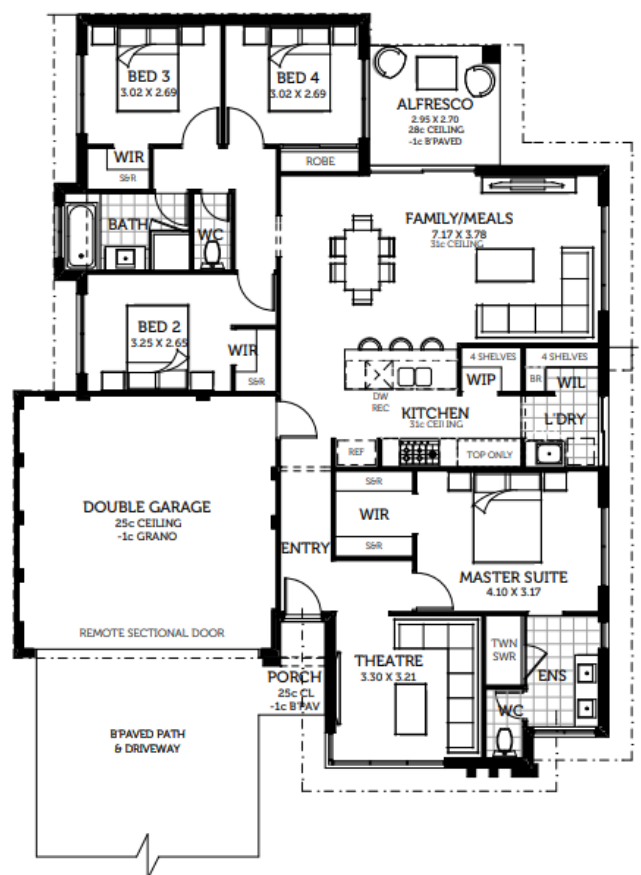 BED 3
3.02 X 2.69
BED 4
3.02 X 2.69
ALFRESCO
2.95 X 2.70
28c CEILING
-1c B'PAVED
WIR
S&R
ROBE
BATH
WC
FAMILY/MEALS
7.17 X 3.78
31c CEILING
BED 2
3.25 X 2.65
WIR
S&R
4 SHELVES
WIP
4 SHELVES
BR
WIL
DW
REC
KITCHEN
31c CEILING
L'DRY
REF
TOP ONLY
DOUBLE GARAGE
25c CEILING
-1c GRANO
S&R
WIR
S&R
ENTRY
MASTER SUITE
4.10 X 3.17
REMOTE SECTIONAL DOOR
PORCH
25c CL
-1c B'PAV
THEATRE
3.30 X 3.21
TWN
SWR
ENS
WC
B'PAVED PATH
& DRIVEWAY